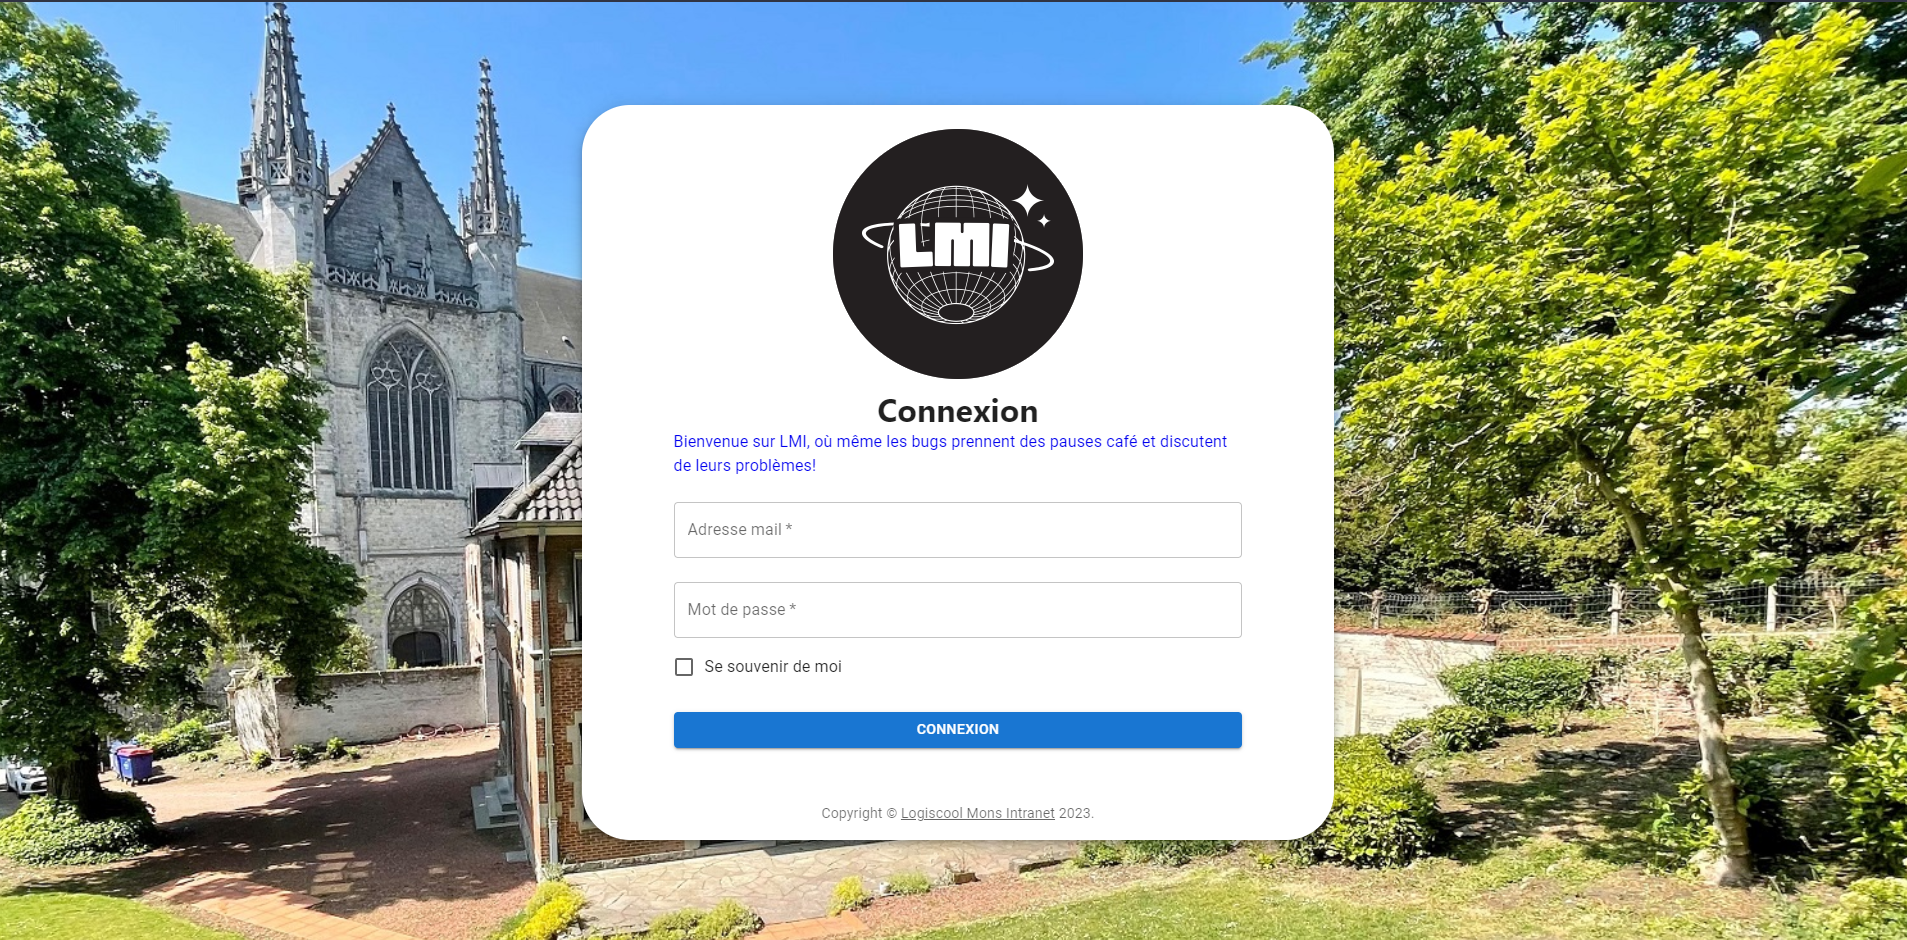 LMI
Connexion
Bienvenue sur LMI, où même les bugs prennent des pauses café et discutent
de leurs problèmes!
Adresse mail *
Mot de passe *
Se souvenir de moi
CONNEXION
Copyright © Logiscool Mons Intranet 2023.